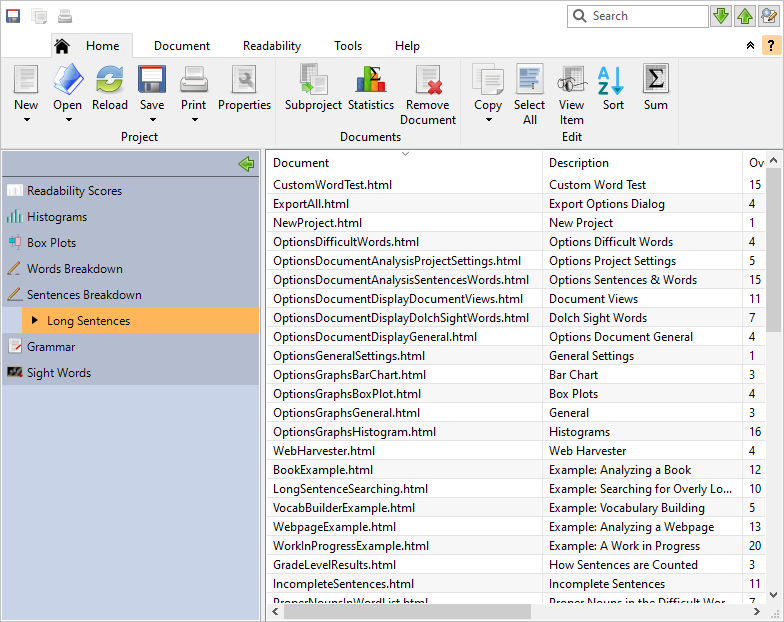 Search
Home Document Readability Tools Help
?
New Open Reload Save Print Properties Subproject Statistics Remove Document Copy Select All View Item Sort Sum
Project Documents Edit
Readability Scores
Histograms
Box Plots
Words Breakdown
Sentences Breakdown
Long Sentences
Grammar
Sight Words
Document Description Ov
CustomWordTest.html Custom Word Test 15
ExportAll.html Export Options Dialog 4
NewProject.html New Project 1
OptionsDifficultWords.html Options Difficult Words 4
OptionsDocumentAnalysisProjectSettings.html Options Project Settings 5
OptionsDocumentAnalysisSentencesWords.html Options Sentences & Words 15
OptionsDocumentDisplayDocumentViews.html Document Views 11
OptionsDocumentDisplayDolchSightWords.html Dolch Sight Words 7
OptionsDocumentDisplayGeneral.html Options Document General 4
OptionsGeneralSettings.html General Settings 1
OptionsGraphsBarChart.html Bar Chart 3
OptionsGraphsBoxPlot.html Box Plots 4
OptionsGraphsGeneral.html General 3
OptionsGraphsHistogram.html Histograms 16
WebHarvester.html Web Harvester 4
BookExample.html Example: Analyzing a Book 12
LongSentenceSearching.html Example: Searching for Overly Lo... 10
VocabBuilderExample.html Example: Vocabulary Building 5
WebpageExample.html Example: Analyzing a Webpage 13
WorkInProgressExample.html Example: A Work in Progress 20
GradeLevelResults.html How Sentences are Counted 3
IncompleteSentences.html Incomplete Sentences 11
ProperNounsInWordList.html Proper Nouns in the Difficult Wor... 7